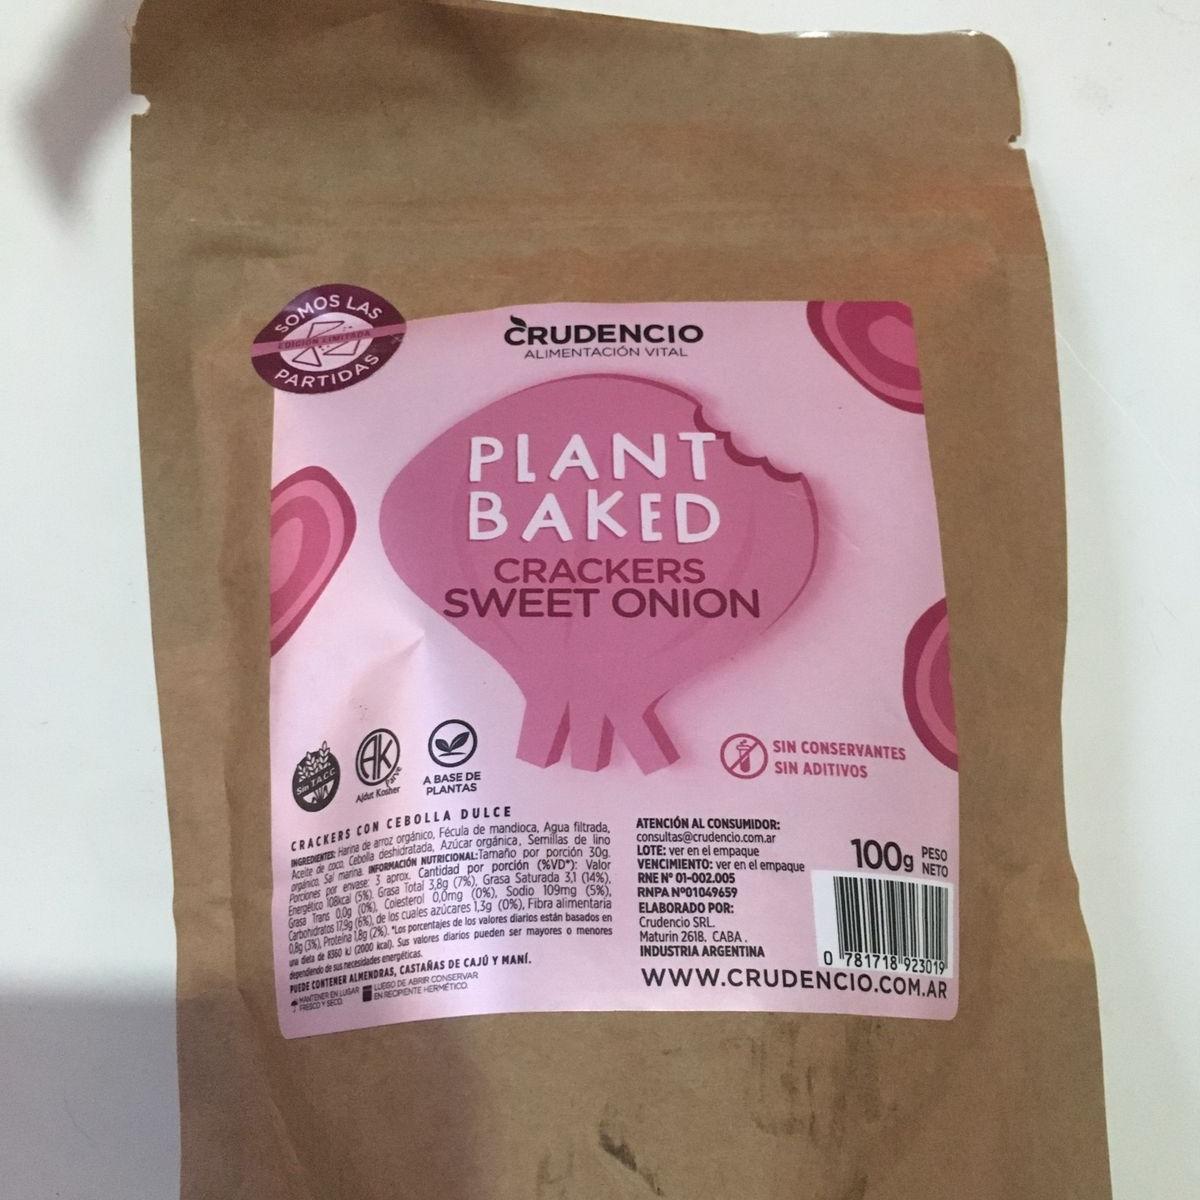 SOMOS LAS
EDICIÓN LIMITADA
PARTIDAS
CRUDENCIO
ALIMENTACIÓN VITAL
PLANT
BAKED
CRACKERS
SWEET ONION
Sin T.A.C.C.
AK
Parve
Ajdut Kosher
A BASE DE
PLANTAS
SIN CONSERVANTES
SIN ADITIVOS
CRACKERS CON CEBOLLA DULCE
INGREDIENTES: Harina de arroz orgánico, Fécula de mandioca, Agua filtrada,
Aceite de coco, Cebolla deshidratada, Azúcar orgánica, Semillas de lino
orgánico, Sal marina. INFORMACIÓN NUTRICIONAL:Tamaño por porción 30g.
Porciones por envase: 3 aprox. Cantidad por porción (%VD*): Valor
Energético 108kcal (5%), Grasa Total 3,8g (7%), Grasa Saturada 3,1 (14%),
Grasa Trans 0,0g (0%), Colesterol 0,0mg (0%), Sodio 109mg (5%),
Carbohidratos 17,9g (6%), de los cuales azúcares 1,3g (0%), Fibra alimentaria
0,8g (3%), Proteína 1,8g (2%). *Los porcentajes de los valores diarios están basados en
una dieta de 8360 kJ (2000 kcal). Sus valores diarios pueden ser mayores o menores
dependiendo de sus necesidades energéticas.
PUEDE CONTENER ALMENDRAS, CASTAÑAS DE CAJÚ Y MANÍ.
MANTENER EN LUGAR
FRESCO Y SECO.
LUEGO DE ABRIR CONSERVAR
EN RECIPIENTE HERMÉTICO.
ATENCIÓN AL CONSUMIDOR:
consultas@crudencio.com.ar
LOTE: ver en el empaque
VENCIMIENTO: ver en el empaque
RNE Nº 01-002.005
RNPA Nº01049659
ELABORADO POR:
Crudencio SRL.
Maturin 2618, CABA.
INDUSTRIA ARGENTINA
100g PESO
NETO
0 781718 923019
WWW.CRUDENCIO.COM.AR